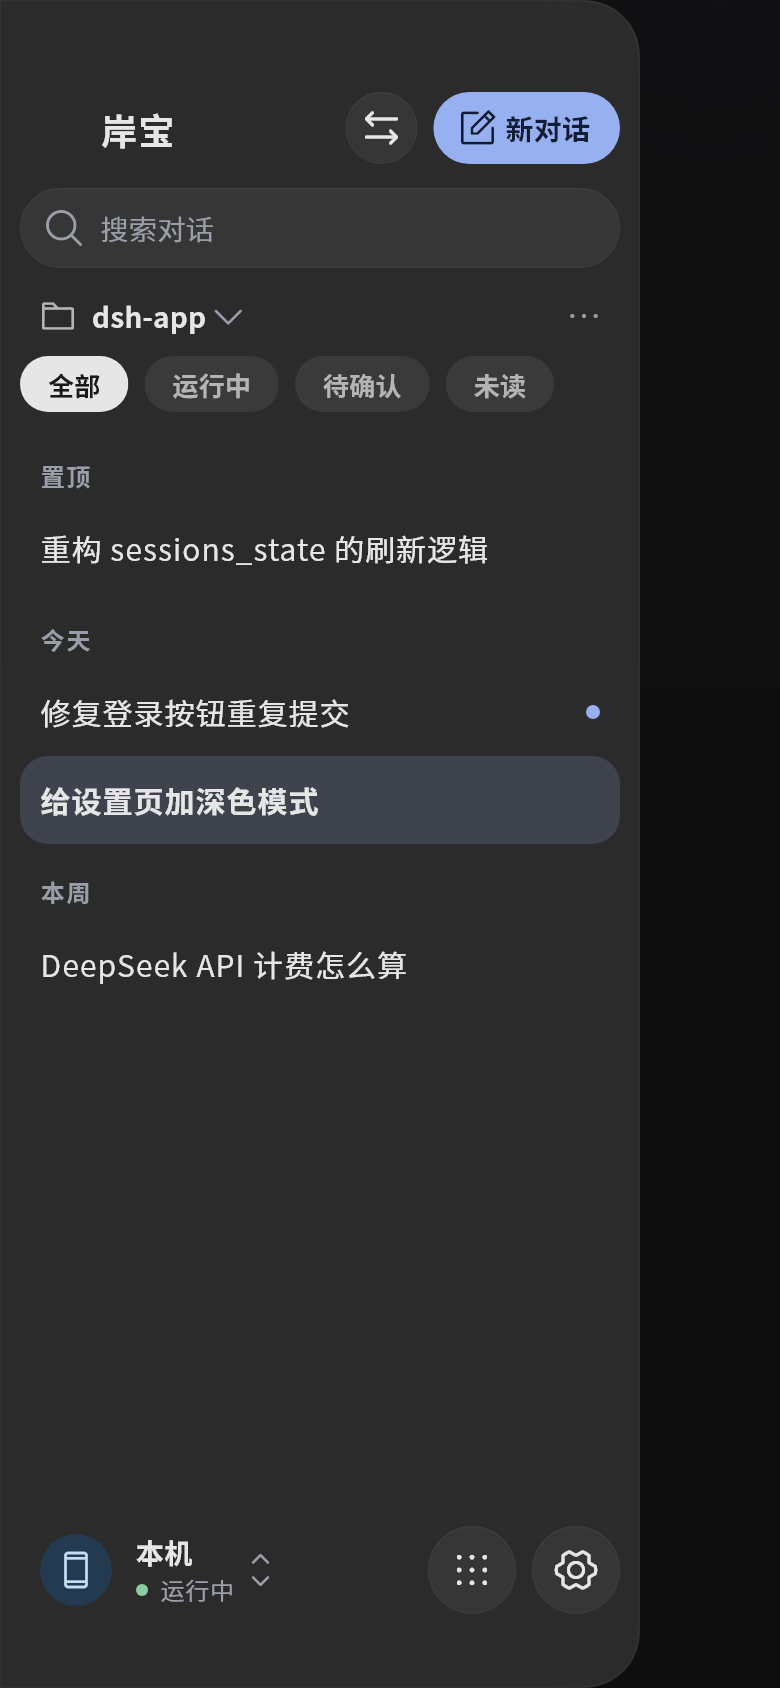 岸宝
新对话
搜索对话
dsh-app
全部 运行中 待确认 未读
置顶
重构 sessions_state 的刷新逻辑
今天
修复登录按钮重复提交
给设置页加深色模式
本周
DeepSeek API 计费怎么算
本机
运行中